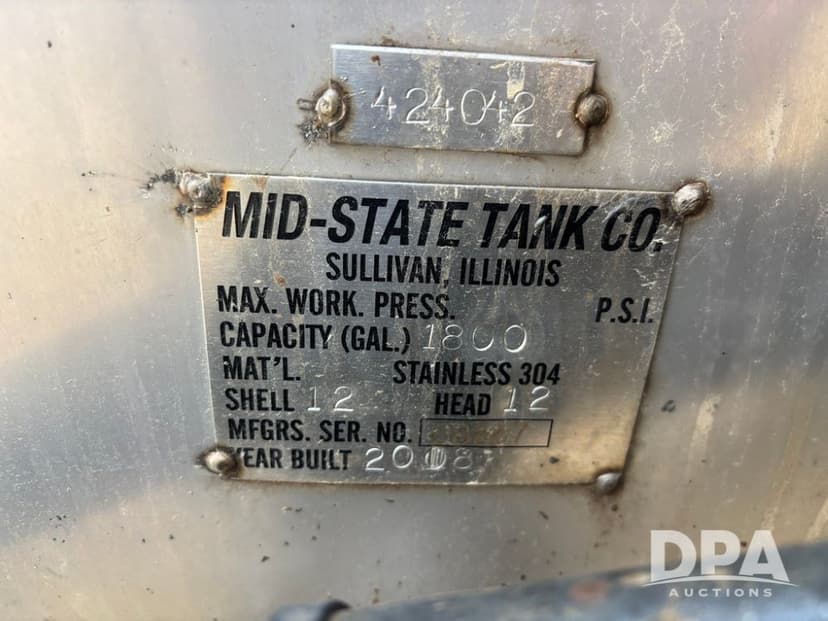 424042
MID-STATE TANK CO.
SULLIVAN, ILLINOIS
MAX. WORK. PRESS. P.S.I.
CAPACITY (GAL.) 1800
MAT'L. STAINLESS 304
SHELL 12 HEAD 12
MFGRS. SER. NO.
YEAR BUILT
DPA
AUCTIONS